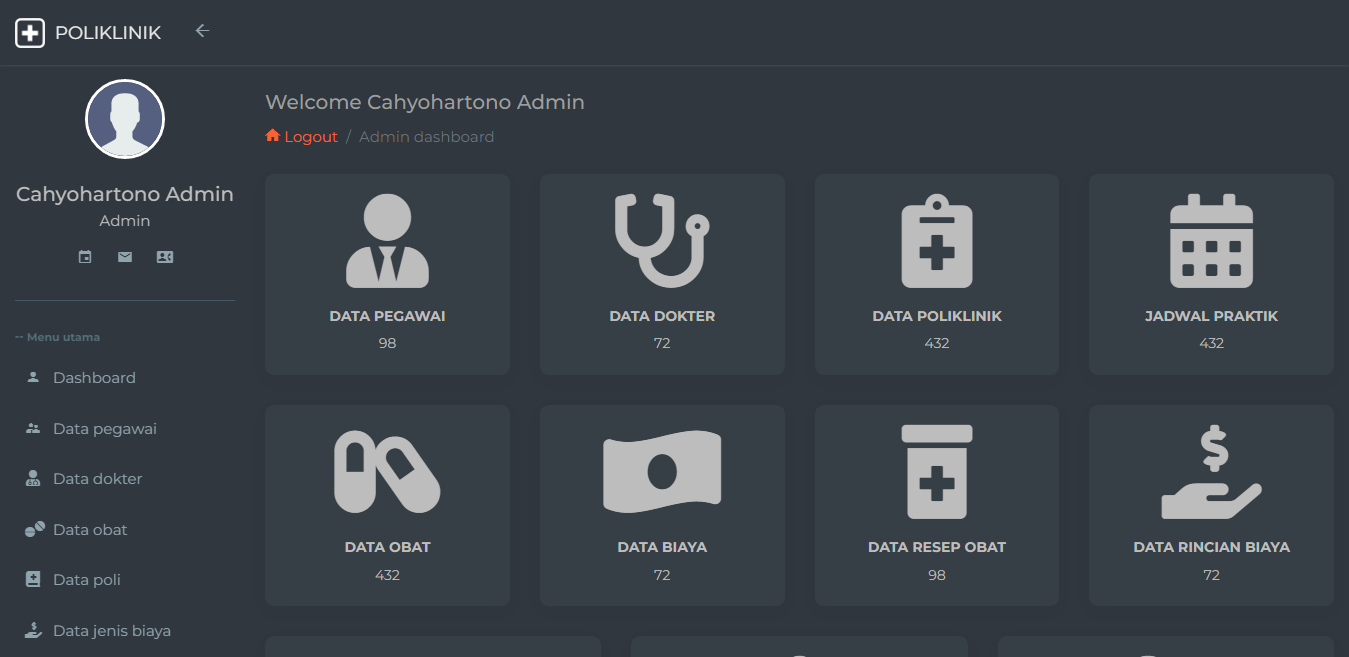 POLIKLINIK
Welcome Cahyohartono Admin
Logout / Admin dashboard
Cahyohartono Admin
Admin
-- Menu utama
Dashboard
Data pegawai
Data dokter
Data obat
Data poli
Data jenis biaya
DATA PEGAWAI
98
DATA DOKTER
72
DATA POLIKLINIK
432
JADWAL PRAKTIK
432
DATA OBAT
432
DATA BIAYA
72
DATA RESEP OBAT
98
DATA RINCIAN BIAYA
72